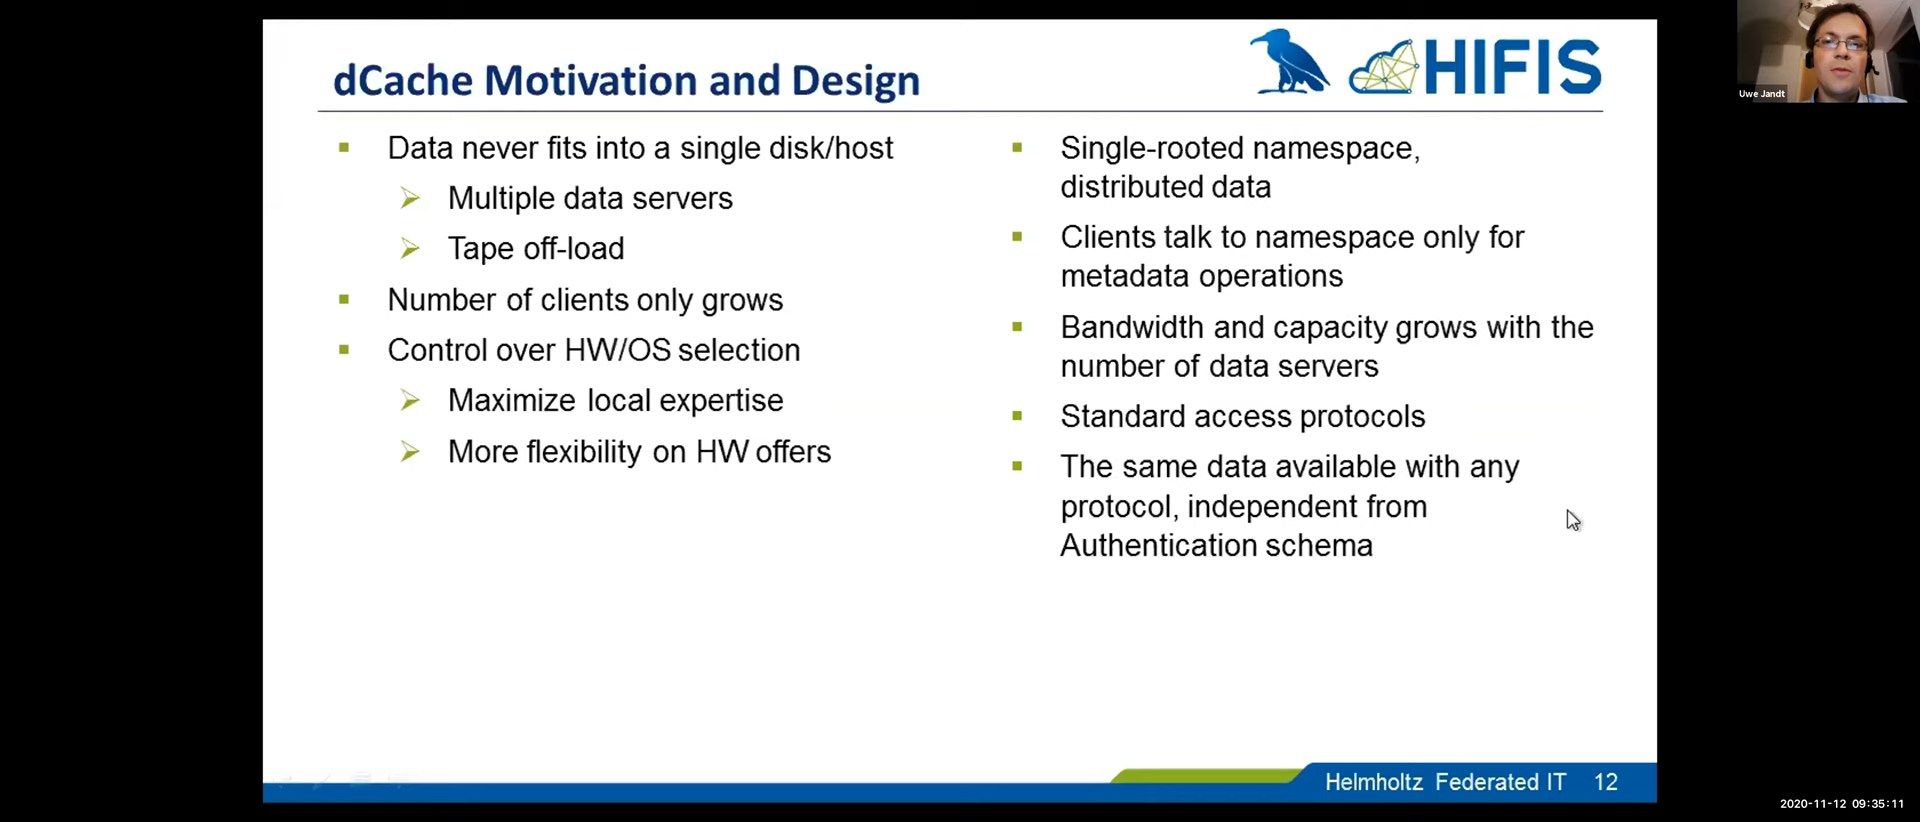 dCache Motivation and Design
HIFIS
Data never fits into a single disk/host
Multiple data servers
Tape off-load
Number of clients only grows
Control over HW/OS selection
Maximize local expertise
More flexibility on HW offers
Single-rooted namespace,
distributed data
Clients talk to namespace only for
metadata operations
Bandwidth and capacity grows with the
number of data servers
Standard access protocols
The same data available with any
protocol, independent from
Authentication schema
Helmholtz Federated IT 12
Uwe Jandt
2020-11-12 09:35:11